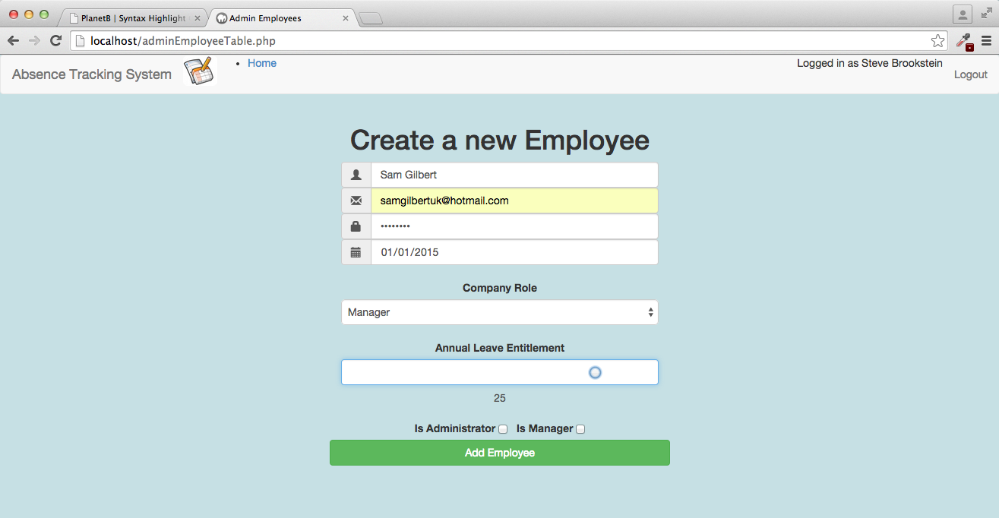 PlanetB | Syntax Highlight
Admin Employees
localhost/adminEmployeeTable.php
Absence Tracking System
Home
Logged in as Steve Brookstein
Logout
Create a new Employee
Sam Gilbert
samgilbertuk@hotmail.com
••••••••
01/01/2015
Company Role
Manager
Annual Leave Entitlement
25
Is Administrator Is Manager
Add Employee